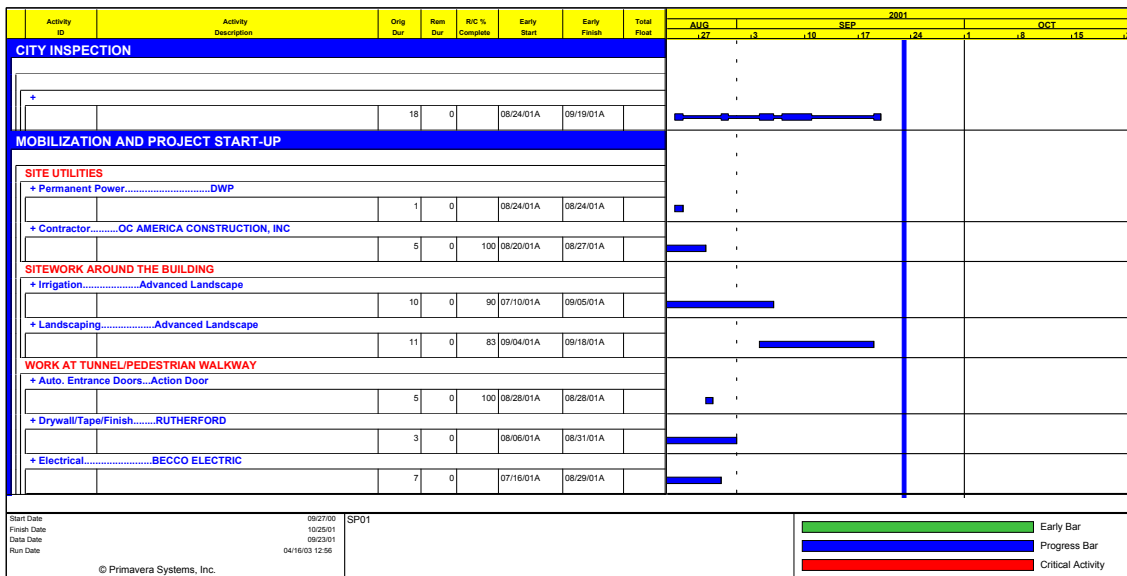 Activity ID Activity Description Orig Dur Rem Dur R/C % Complete Early Start Early Finish Total Float 2001
AUG SEP OCT
27 3 10 17 24 1 8 15
CITY INSPECTION
+
18 0 08/24/01A 09/19/01A
MOBILIZATION AND PROJECT START-UP
SITE UTILITIES
+ Permanent Power.............................DWP
1 0 08/24/01A 08/24/01A
+ Contractor..........OC AMERICA CONSTRUCTION, INC
5 0 100 08/20/01A 08/27/01A
SITEWORK AROUND THE BUILDING
+ Irrigation....................Advanced Landscape
10 0 90 07/10/01A 09/05/01A
+ Landscaping..................Advanced Landscape
11 0 83 09/04/01A 09/18/01A
WORK AT TUNNEL/PEDESTRIAN WALKWAY
+ Auto. Entrance Doors...Action Door
5 0 100 08/28/01A 08/28/01A
+ Drywall/Tape/Finish........RUTHERFORD
3 0 08/06/01A 08/31/01A
+ Electrical.......................BECCO ELECTRIC
7 0 07/16/01A 08/29/01A
Start Date 09/27/00
Finish Date 10/25/01
Data Date 09/23/01
Run Date 04/16/03 12:56
© Primavera Systems, Inc.
SP01
Early Bar
Progress Bar
Critical Activity